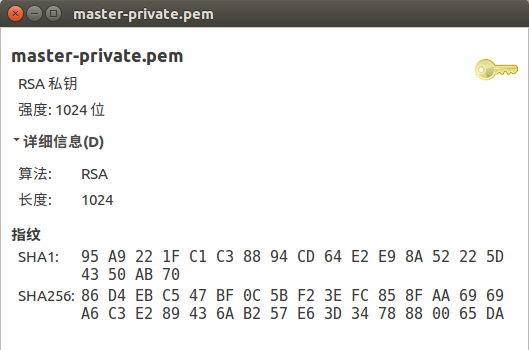 master-private.pem
master-private.pem
RSA 私钥
强度: 1024 位
详细信息(D)
算法: RSA
长度: 1024
指纹
SHA1: 95 A9 22 1F C1 C3 88 94 CD 64 E2 E9 8A 52 22 5D
43 50 AB 70
SHA256: 86 D4 EB C5 47 BF 0C 5B F2 3E FC 85 8F AA 69 69
A6 C3 E2 89 43 6A B2 57 E6 3D 34 78 88 00 65 DA